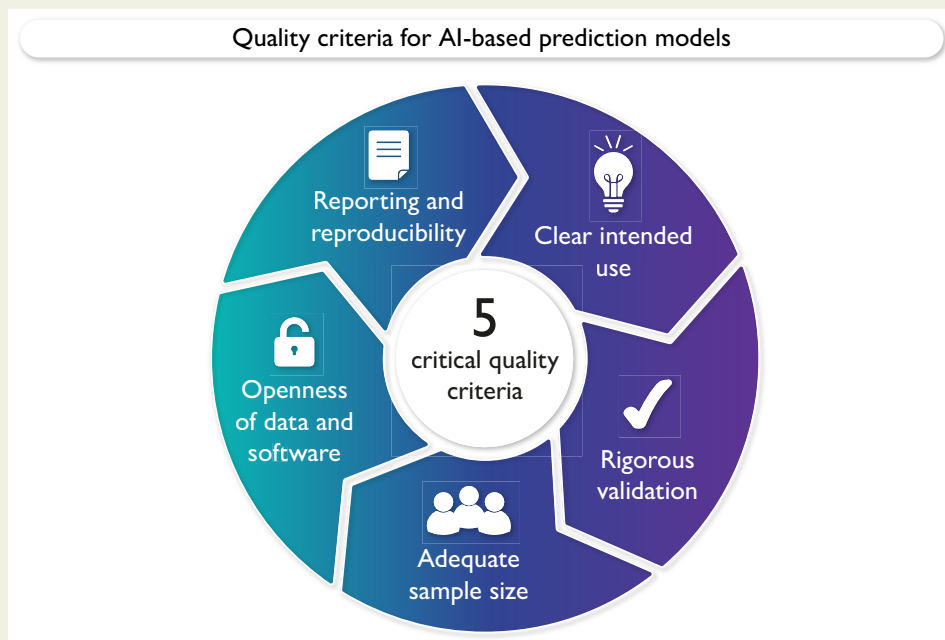 Quality criteria for AI-based prediction models
Reporting and
reproducibility
Clear intended
use
5
critical quality
criteria
Openness
of data and
software
Rigorous
validation
Adequate
sample size